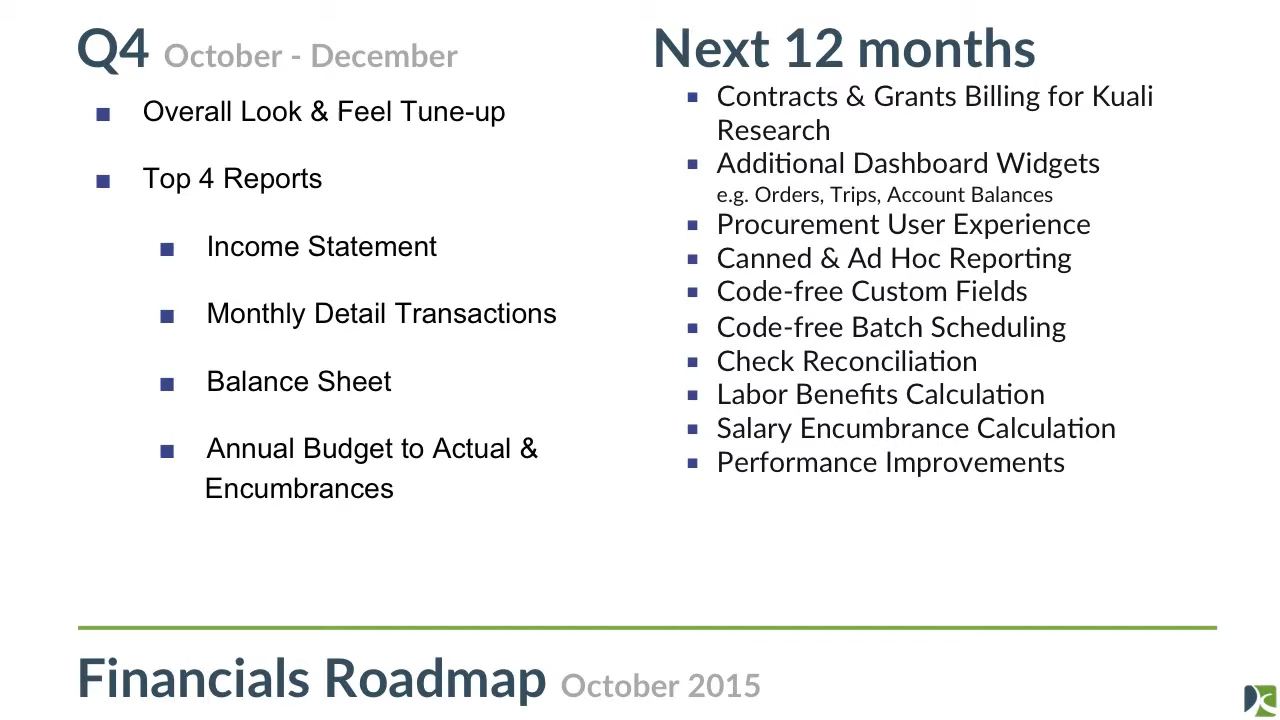 Q4 October - December
■ Overall Look & Feel Tune-up
■ Top 4 Reports
■ Income Statement
■ Monthly Detail Transactions
■ Balance Sheet
■ Annual Budget to Actual &
Encumbrances
Next 12 months
▪ Contracts & Grants Billing for Kuali
Research
▪ Additional Dashboard Widgets
e.g. Orders, Trips, Account Balances
▪ Procurement User Experience
▪ Canned & Ad Hoc Reporting
▪ Code-free Custom Fields
▪ Code-free Batch Scheduling
▪ Check Reconciliation
▪ Labor Benefits Calculation
▪ Salary Encumbrance Calculation
▪ Performance Improvements
Financials Roadmap October 2015